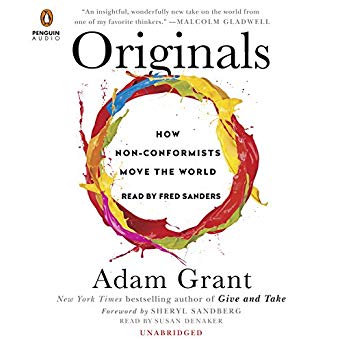 PENGUIN
AUDIO
"An insightful, wonderfully new take on the world from
one of my favorite thinkers." —MALCOLM GLADWELL
Originals
HOW
NON-CONFORMISTS
MOVE THE WORLD
READ BY FRED SANDERS
Adam Grant
New York Times bestselling author of Give and Take
Foreword by SHERYL SANDBERG
READ BY SUSAN DENAKER
UNABRIDGED